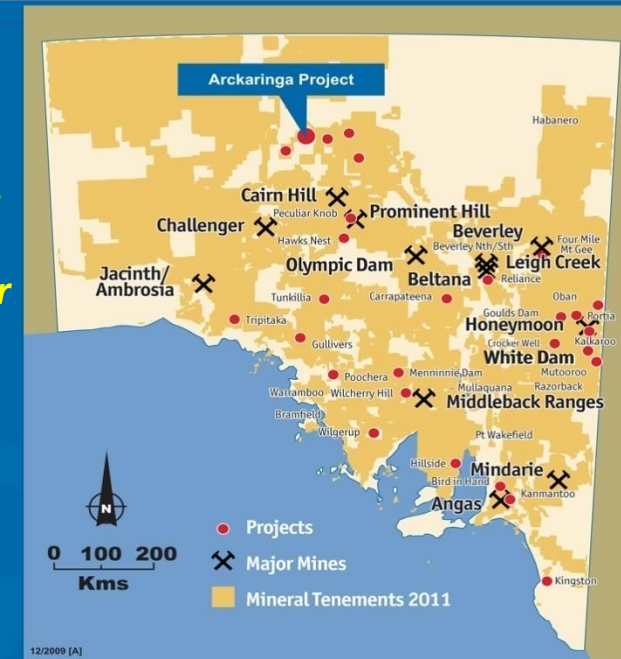 Arckaringa Project
Habanero
Cairn Hill
Peculiar Knob
Prominent Hill
Challenger
Hawks Nest
Beverley
Beverley Nth/Sth
Four Mile
Mt Gee
Olympic Dam
Leigh Creek
Beltana
Reliance
Jacinth/
Ambrosia
Tunkillia
Carrapateena
Oban
Goulds Dam
Portia
Tripitaka
Honeymoon
Gullivers
Crocker Well
Kalkaroo
White Dam
Poochera
Menninnie Dam
Mutooroo
Warramboo
Wilcherry Hill
Mullaquana
Razorback
Bramfield
Middleback Ranges
Wilgerup
Pt Wakefield
Hillside
Mindarie
Bird in Hand
Kanmantoo
Angas
N
Projects
0 100 200
Kms
Major Mines
Kingston
Mineral Tenements 2011
12/2009 [A]